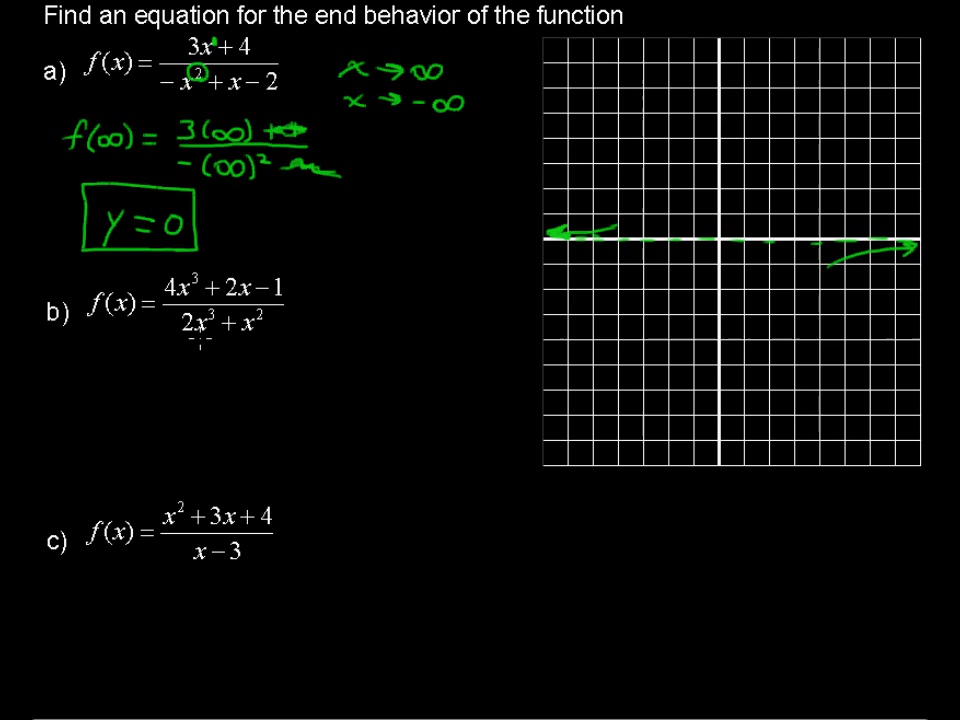 Find an equation for the end behavior of the function
a) f(x) = (3x + 4)/(−x² + x − 2)
x → ∞
x → −∞
f(∞) = 3(∞)/−(∞)²
y = 0
b) f(x) = (4x³ + 2x − 1)/(2x³ + x²)
c) f(x) = (x² + 3x + 4)/(x − 3)